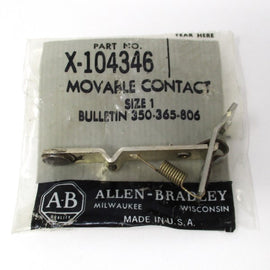 TEAR HERE
PART NO.
X-104346
MOVABLE CONTACT
SIZE 1
BULLETIN 350-365-806
A-B
QUALITY
ALLEN-BRADLEY
MILWAUKEE WISCONSIN
MADE IN U.S.A.